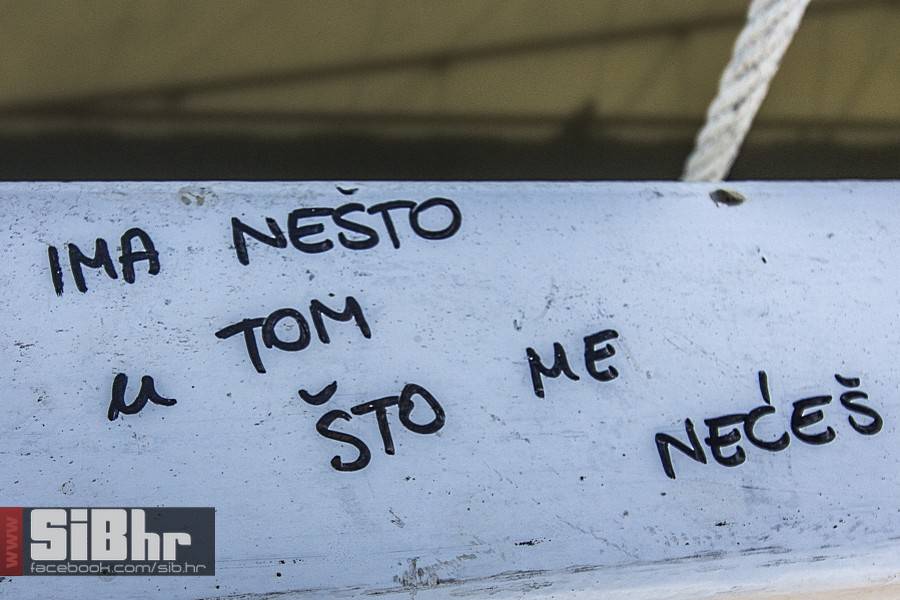 IMA NEŠTO
u TOM
ŠTO ME
NEĆEŠ
www SiBhr
facebook.com/sib.hr